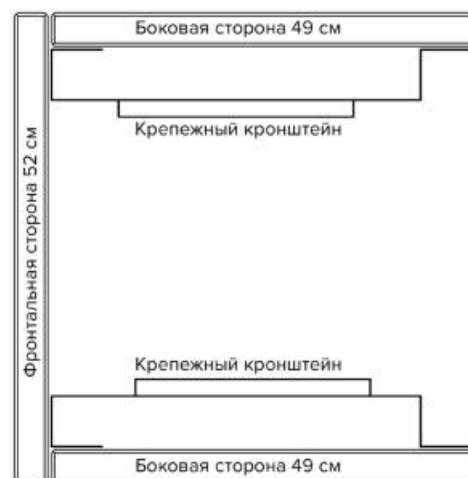 Боковая сторона 49 см
Крепежный кронштейн
Фронтальная сторона 52 см
Крепежный кронштейн
Боковая сторона 49 см